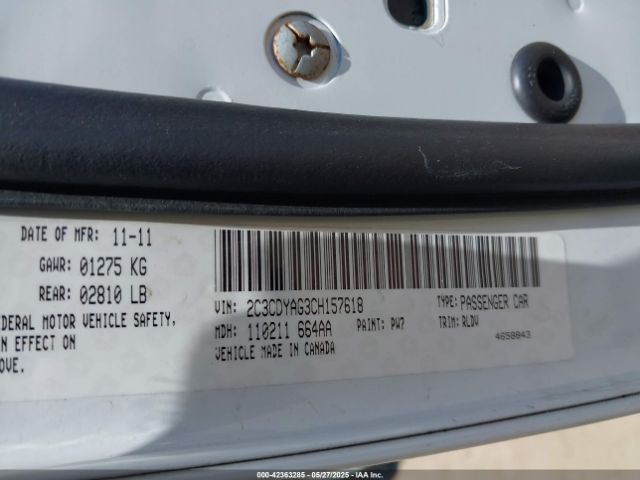 DATE OF MFR: 11-11
GAWR: 01275 KG
REAR: 02810 LB
EDERAL MOTOR VEHICLE SAFETY,
N EFFECT ON
OVE.
VIN: 2C3CDYAG3CH157618
TYPE: PASSENGER CAR
MDH: 110211 664AA
PAINT: PW7
TRIM: RLDV
VEHICLE MADE IN CANADA
4658843
000-42363285 - 05/27/2025 - IAA Inc.